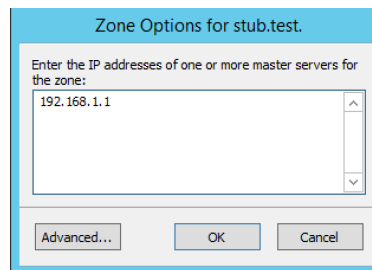 Zone Options for stub.test.
Enter the IP addresses of one or more master servers for
the zone:
192.168.1.1
Advanced...
OK
Cancel